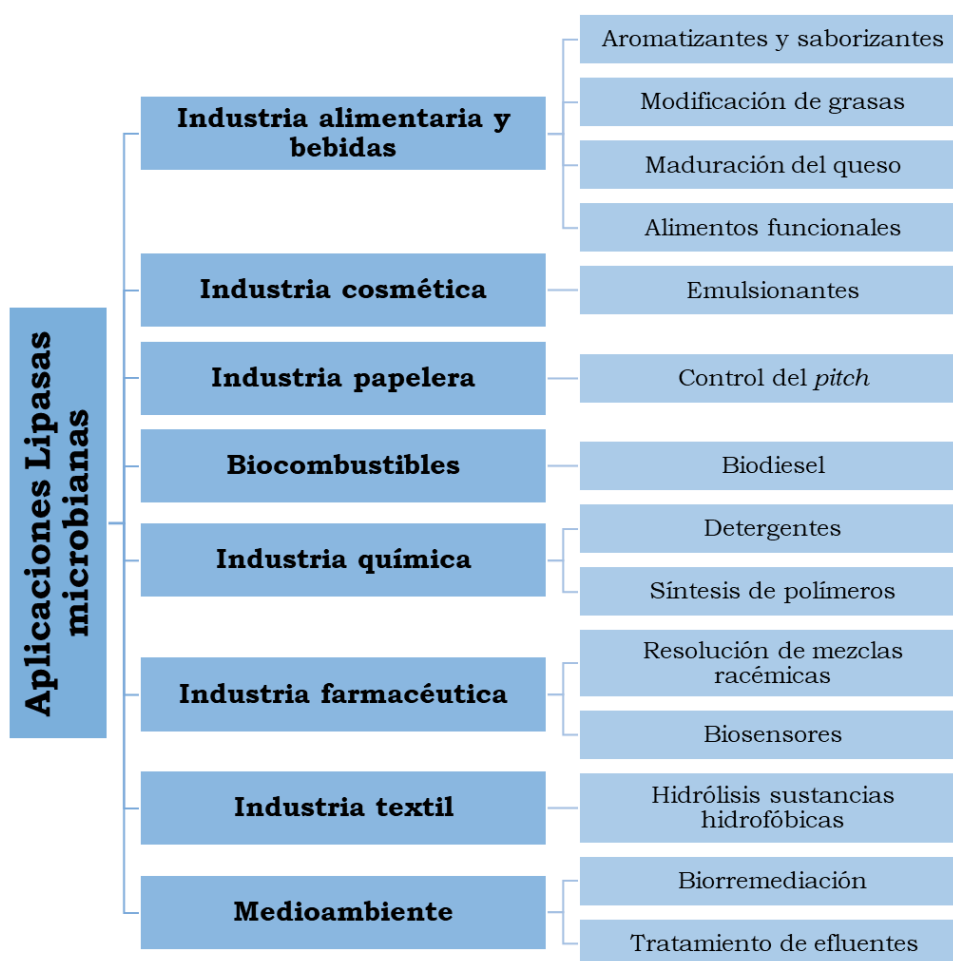 Aplicaciones Lipasas
microbianas
Industria alimentaria y
bebidas
Aromatizantes y saborizantes
Modificación de grasas
Maduración del queso
Alimentos funcionales
Industria cosmética
Emulsionantes
Industria papelera
Control del pitch
Biocombustibles
Biodiesel
Industria química
Detergentes
Síntesis de polímeros
Industria farmacéutica
Resolución de mezclas
racémicas
Biosensores
Industria textil
Hidrólisis sustancias
hidrofóbicas
Medioambiente
Biorremediación
Tratamiento de efluentes